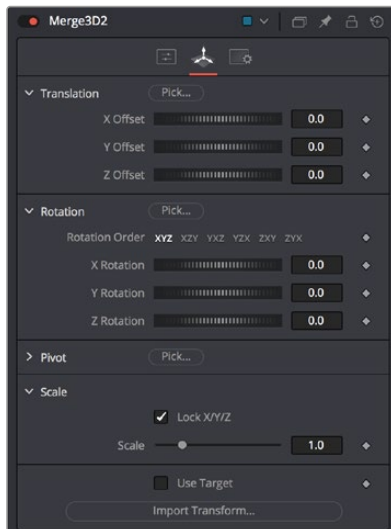 Merge3D2
Translation Pick...
X Offset 0.0
Y Offset 0.0
Z Offset 0.0
Rotation Pick...
Rotation Order XYZ XZY YXZ YZX ZXY ZYX
X Rotation 0.0
Y Rotation 0.0
Z Rotation 0.0
Pivot Pick...
Scale
Lock X/Y/Z
Scale 1.0
Use Target
Import Transform...